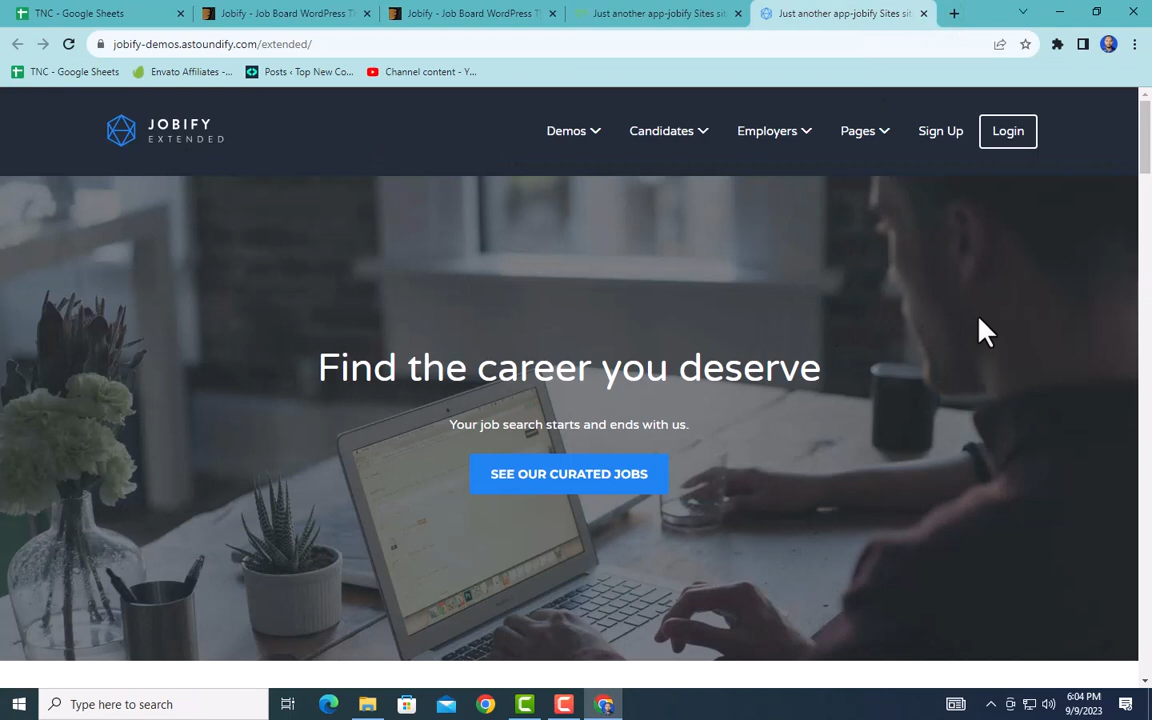 TNC - Google Sheets
Jobify - Job Board WordPress Th
Jobify - Job Board WordPress Th
Just another app-jobify Sites sit
Just another app-jobify Sites sit
jobify-demos.astoundify.com/extended/
TNC - Google Sheets
Envato Affiliates -...
Posts ‹ Top New Co...
Channel content - Y...
JOBIFY
EXTENDED
Demos
Candidates
Employers
Pages
Sign Up
Login
Find the career you deserve
Your job search starts and ends with us.
SEE OUR CURATED JOBS
Type here to search
6:04 PM
9/9/2023